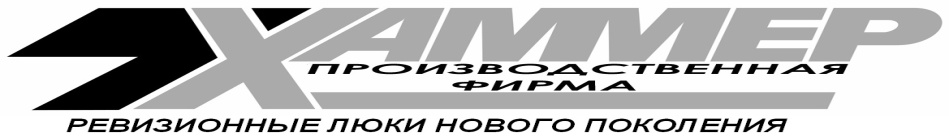 ХАММЕР
ПРОИЗВОДСТВЕННАЯ
ФИРМА
РЕВИЗИОННЫЕ ЛЮКИ НОВОГО ПОКОЛЕНИЯ